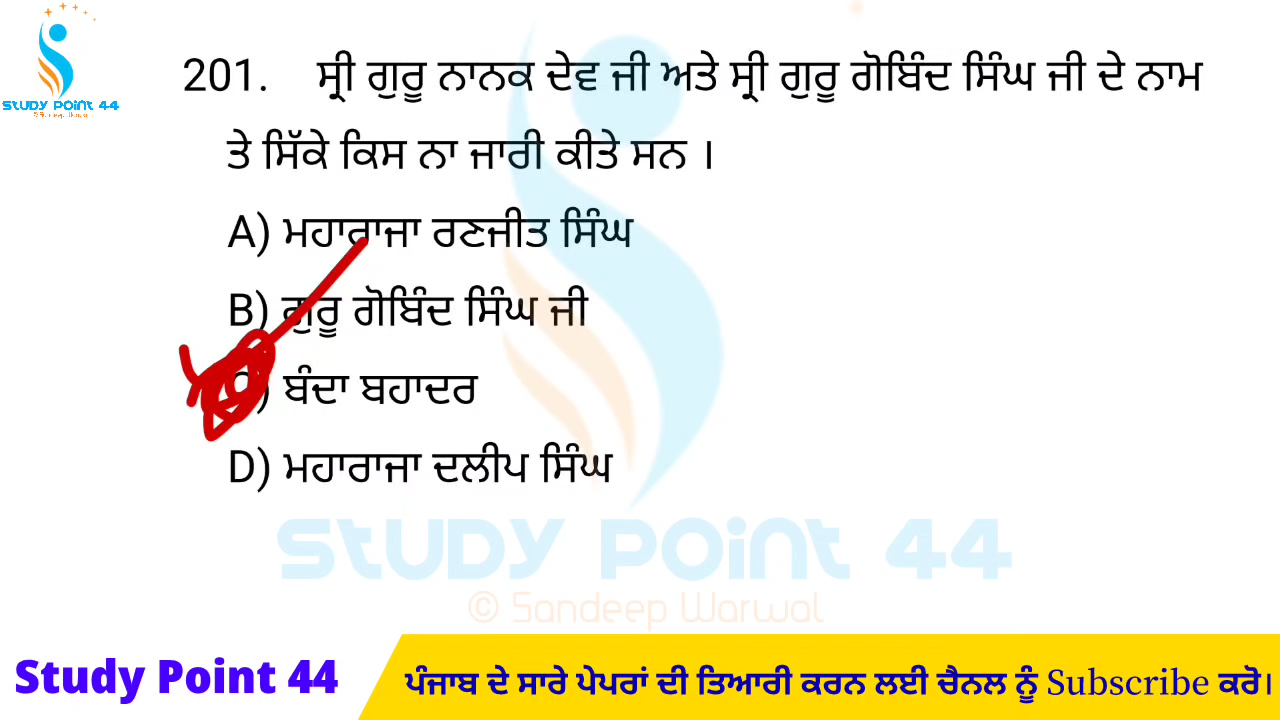 STUDY POINT 44
201. ਸ੍ਰੀ ਗੁਰੂ ਨਾਨਕ ਦੇਵ ਜੀ ਅਤੇ ਸ੍ਰੀ ਗੁਰੂ ਗੋਬਿੰਦ ਸਿੰਘ ਜੀ ਦੇ ਨਾਮ
ਤੇ ਸਿੱਕੇ ਕਿਸ ਨਾ ਜਾਰੀ ਕੀਤੇ ਸਨ ।
A) ਮਹਾਰਾਜਾ ਰਣਜੀਤ ਸਿੰਘ
B) ਗੁਰੂ ਗੋਬਿੰਦ ਸਿੰਘ ਜੀ
C) ਬੰਦਾ ਬਹਾਦਰ
D) ਮਹਾਰਾਜਾ ਦਲੀਪ ਸਿੰਘ
STUDY POINT 44
© Sandeep Warwal
Study Point 44
ਪੰਜਾਬ ਦੇ ਸਾਰੇ ਪੇਪਰਾਂ ਦੀ ਤਿਆਰੀ ਕਰਨ ਲਈ ਚੈਨਲ ਨੂੰ Subscribe ਕਰੋ।